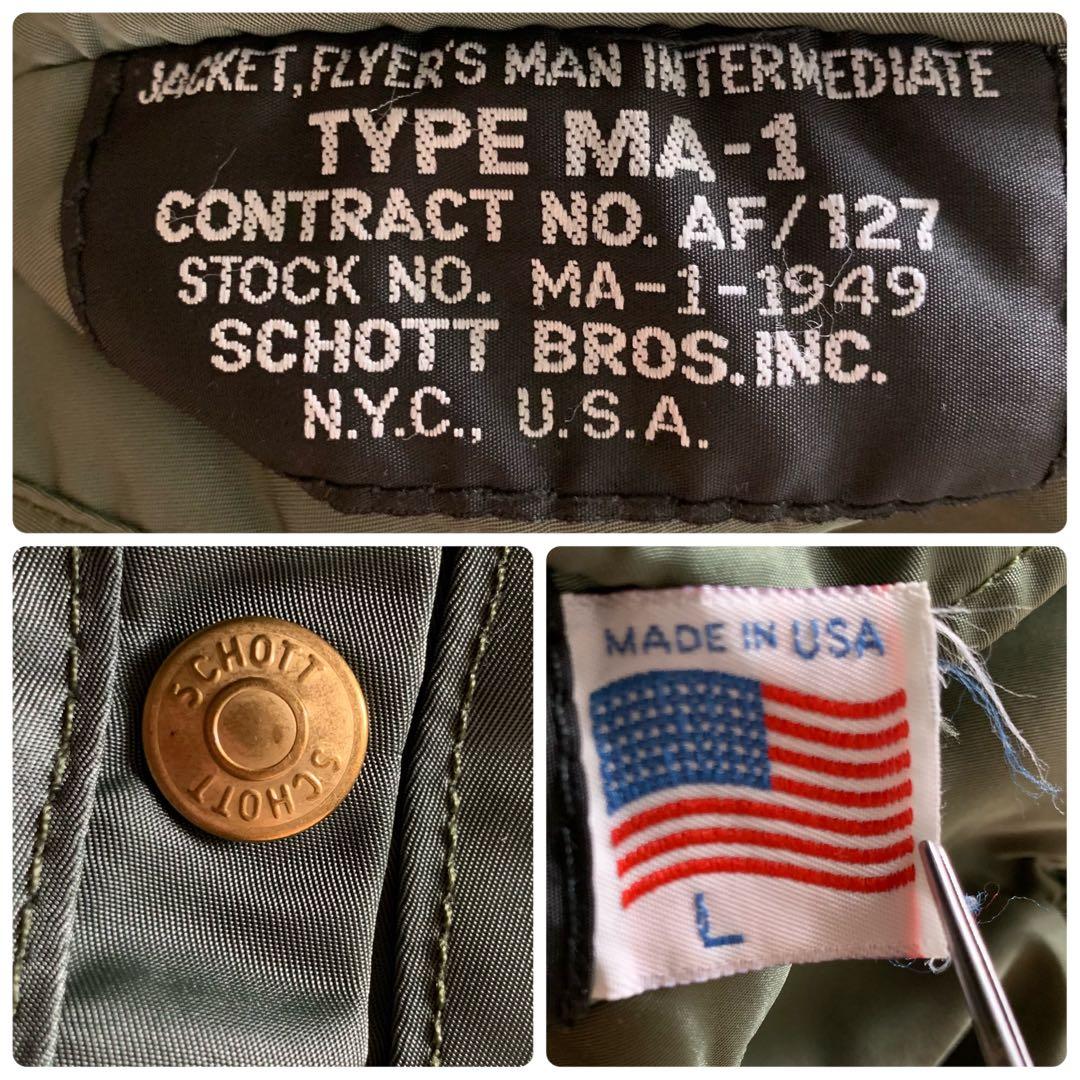 JACKET, FLYER'S MAN INTERMEDIATE
TYPE MA-1
CONTRACT NO. AF/127
STOCK NO. MA-1-1949
SCHOTT BROS. INC.
N.Y.C., U.S.A.
SCHOTT
SCHOTT
MADE IN USA
L